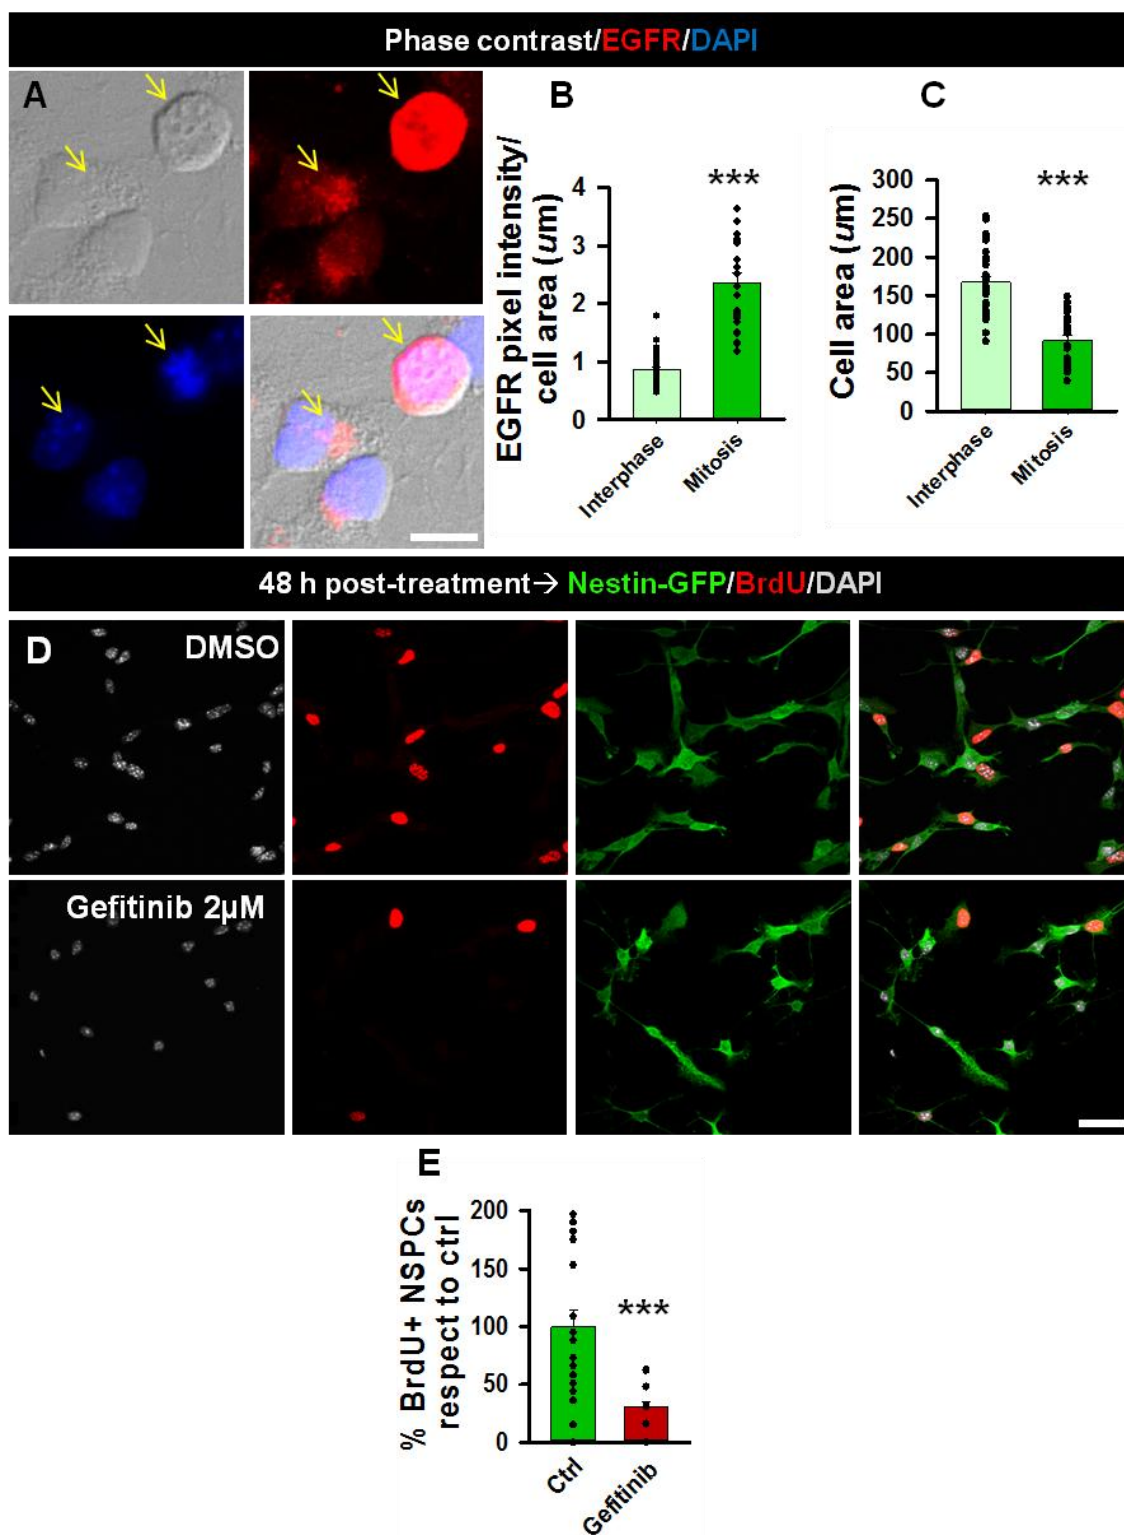 Phase contrast/EGFR/DAPI
A
B
C
EGFR pixel intensity/
cell area (um)
4
3
2
1
0
***
Interphase
Mitosis
Cell area (um)
300
250
200
150
100
50
0
***
Interphase
Mitosis
48 h post-treatment→ Nestin-GFP/BrdU/DAPI
D
DMSO
Gefitinib 2µM
E
% BrdU+ NSPCs
respect to ctrl
200
150
100
50
0
***
Ctrl
Gefitinib